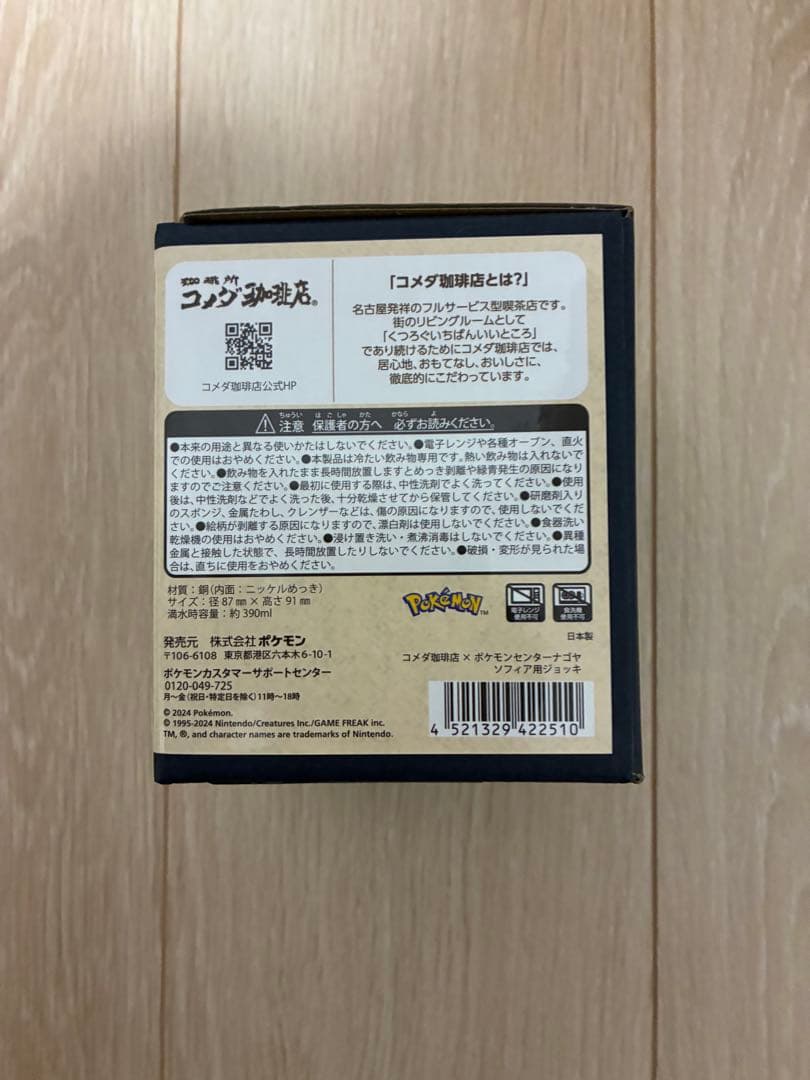 珈琲所
コメダ珈琲店®
コメダ珈琲店公式HP
「コメダ珈琲店とは?」
名古屋発祥のフルサービス型喫茶店です。
街のリビングルームとして
「くつろぐいちばんいいところ」
であり続けるためにコメダ珈琲店では、
居心地、おもてなし、おいしさに、
徹底的にこだわっています。
ちゅうい ほごしゃ かた かなら よ
注意 保護者の方へ 必ずお読みください。
●本来の用途と異なる使いかたはしないでください。●電子レンジや各種オーブン、直火
での使用はおやめください。●本製品は冷たい飲み物専用です。熱い飲み物は入れないで
ください。●飲み物を入れたまま長時間放置しますとめっき剥離や緑青発生の原因になり
ますのでご注意ください。●最初に使用する際は、中性洗剤でよく洗ってください。●使用
後は、中性洗剤などでよく洗った後、十分乾燥させてから保管してください。●研磨剤入り
のスポンジ、金属たわし、クレンザーなどは、傷の原因になりますので、使用しないでくだ
さい。●絵柄が剥離する原因になりますので、漂白剤は使用しないでください。●食器洗い
乾燥機の使用はおやめください。●浸け置き洗い・煮沸消毒はしないでください。●異種
金属と接触した状態で、長時間放置したりしないでください。●破損・変形が見られた場
合は、直ちに使用をおやめください。
材質:銅(内面:ニッケルめっき)
サイズ:径87㎜×高さ91㎜
満水時容量:約390ml
POKéMON™
電子レンジ
使用不可
食洗機
使用不可
日本製
発売元 株式会社ポケモン
〒106-6108 東京都港区六本木6-10-1
ポケモンカスタマーサポートセンター
0120-049-725
月~金(祝日・特定日を除く)11時~18時
コメダ珈琲店×ポケモンセンターナゴヤ
ソフィア用ジョッキ
© 2024 Pokémon.
© 1995-2024 Nintendo/Creatures Inc./GAME FREAK inc.
TM, ®, and character names are trademarks of Nintendo.
4 521329 422510